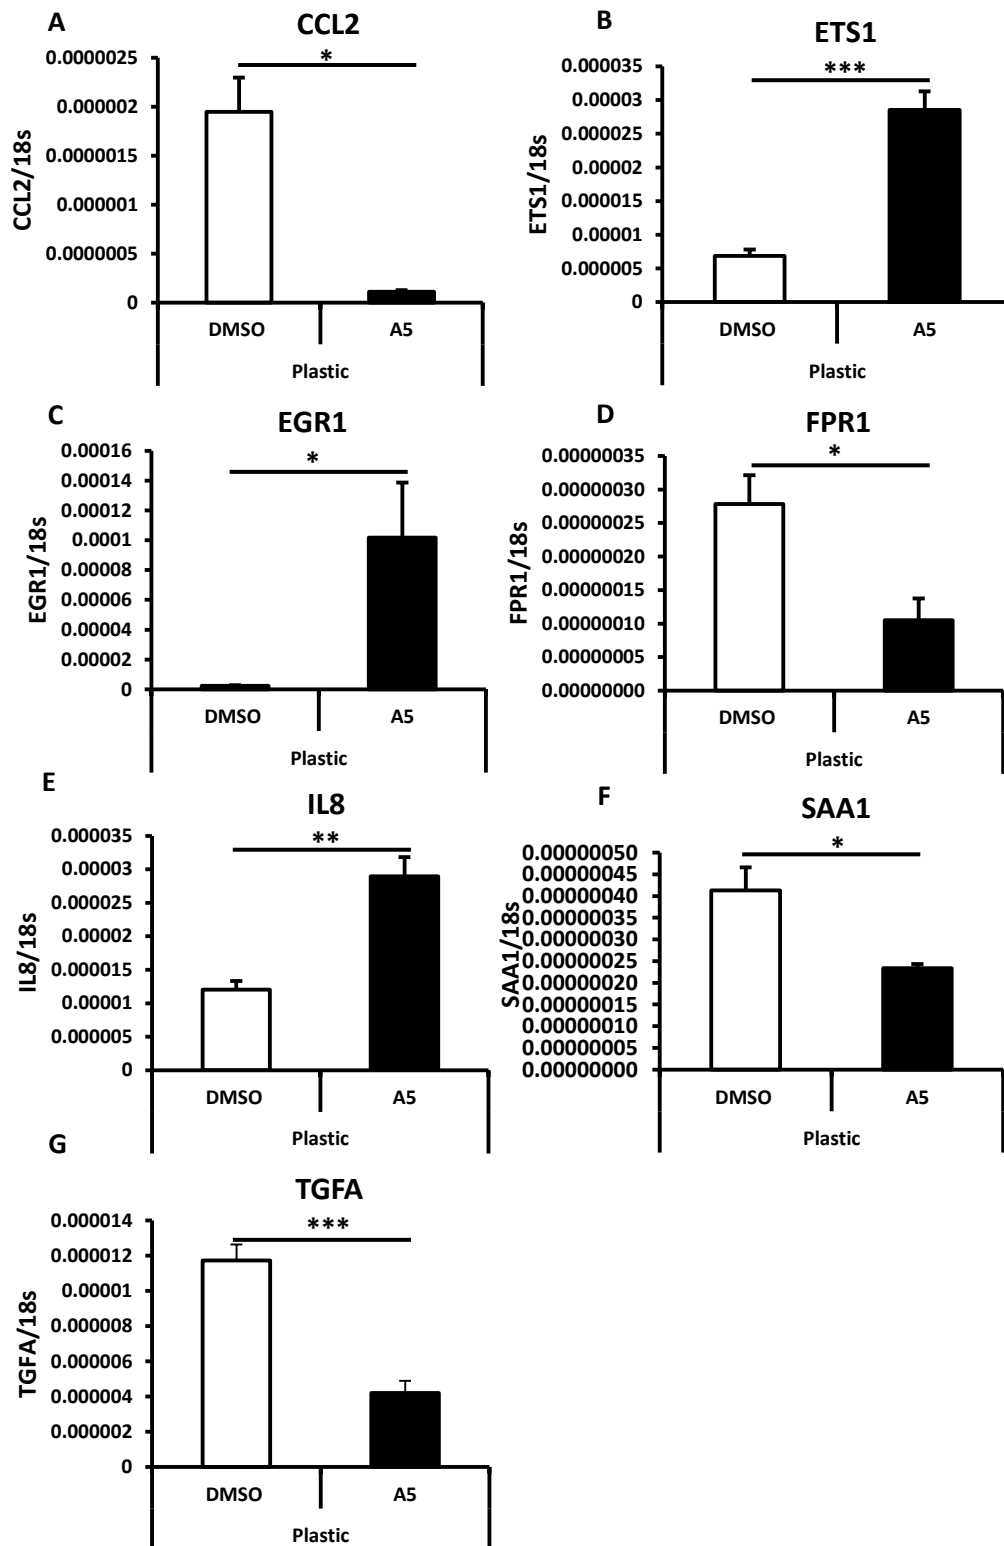 A
CCL2
*
CCL2/18s
0.0000025
0.000002
0.0000015
0.000001
0.0000005
0
DMSO
A5
Plastic
B
ETS1
***
ETS1/18s
0.000035
0.00003
0.000025
0.00002
0.000015
0.00001
0.000005
0
DMSO
A5
Plastic
C
EGR1
*
EGR1/18s
0.00016
0.00014
0.00012
0.0001
0.00008
0.00006
0.00004
0.00002
0
DMSO
A5
Plastic
D
FPR1
*
FPR1/18s
0.00000035
0.00000030
0.00000025
0.00000020
0.00000015
0.00000010
0.00000005
0.00000000
DMSO
A5
Plastic
E
IL8
**
IL8/18s
0.000035
0.00003
0.000025
0.00002
0.000015
0.00001
0.000005
0
DMSO
A5
Plastic
F
SAA1
*
SAA1/18s
0.00000050
0.00000045
0.00000040
0.00000035
0.00000030
0.00000025
0.00000020
0.00000015
0.00000010
0.00000005
0.00000000
DMSO
A5
Plastic
G
TGFA
***
TGFA/18s
0.000014
0.000012
0.00001
0.000008
0.000006
0.000004
0.000002
0
DMSO
A5
Plastic